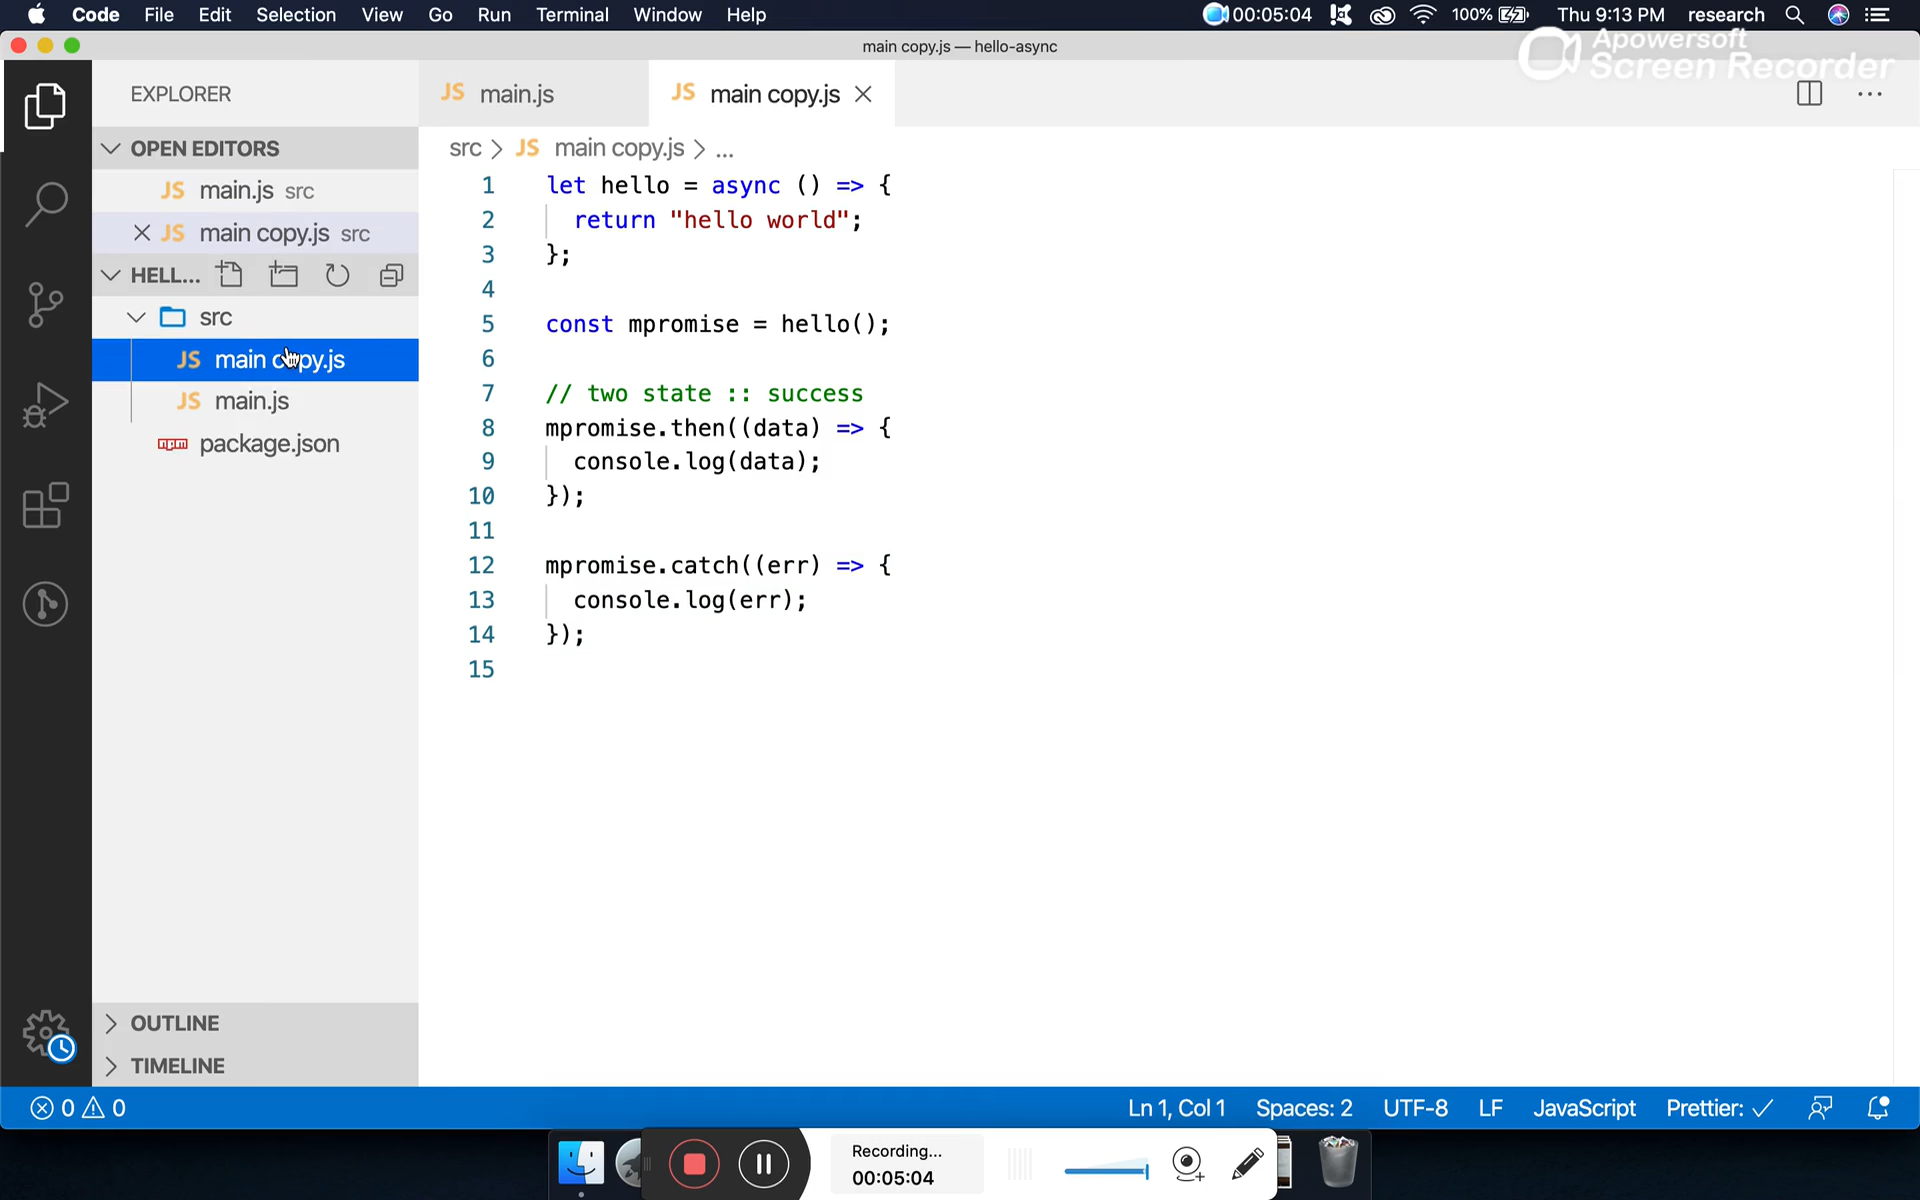 Code File Edit Selection View Go Run Terminal Window Help 00:05:04 100% Thu 9:13 PM research
main copy.js — hello-async
Apowersoft
Screen Recorder
EXPLORER
OPEN EDITORS
JS main.js src
JS main copy.js src
HELL...
src
JS main copy.js
JS main.js
package.json
OUTLINE
TIMELINE
JS main.js
JS main copy.js
src > JS main copy.js > ...
1 let hello = async () => {
2 return "hello world";
3 };
4
5 const mpromise = hello();
6
7 // two state :: success
8 mpromise.then((data) => {
9 console.log(data);
10 });
11
12 mpromise.catch((err) => {
13 console.log(err);
14 });
15
0 0 Ln 1, Col 1 Spaces: 2 UTF-8 LF JavaScript Prettier: ✓
Recording...
00:05:04